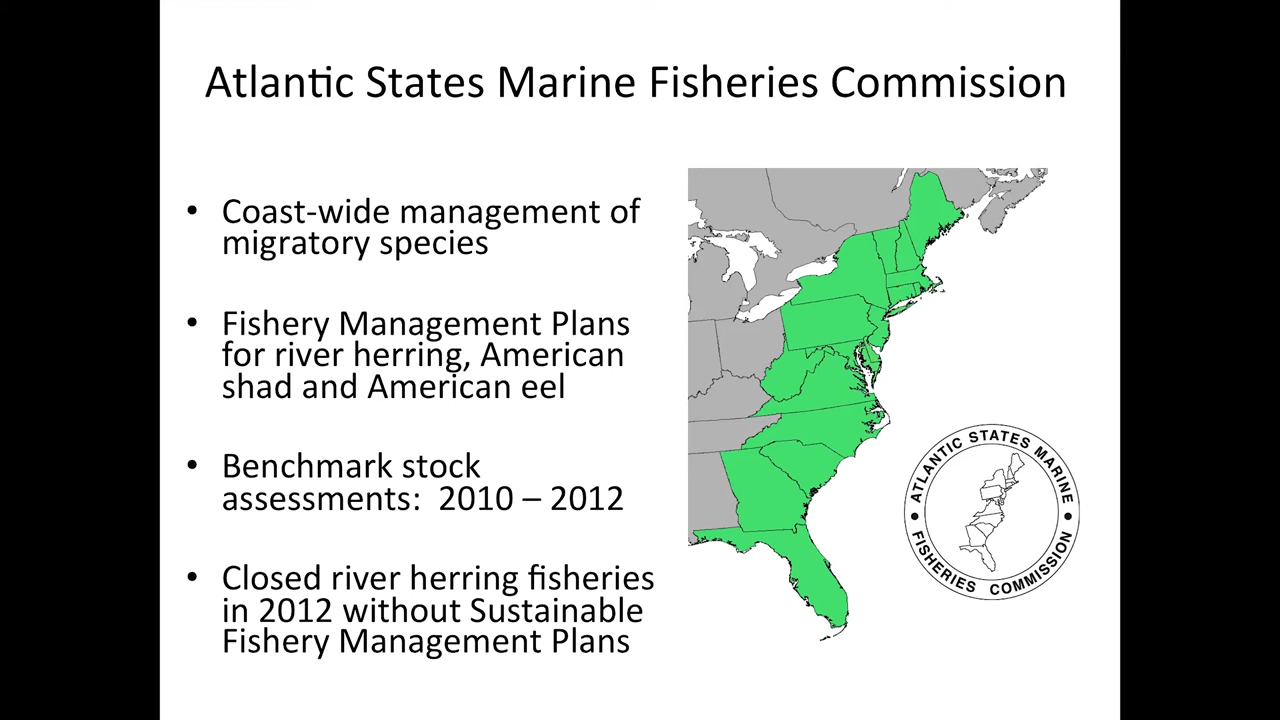 Atlantic States Marine Fisheries Commission
• Coast-wide management of
migratory species
• Fishery Management Plans
for river herring, American
shad and American eel
• Benchmark stock
assessments: 2010 – 2012
• Closed river herring fisheries
in 2012 without Sustainable
Fishery Management Plans
ATLANTIC STATES MARINE
• FISHERIES COMMISSION •